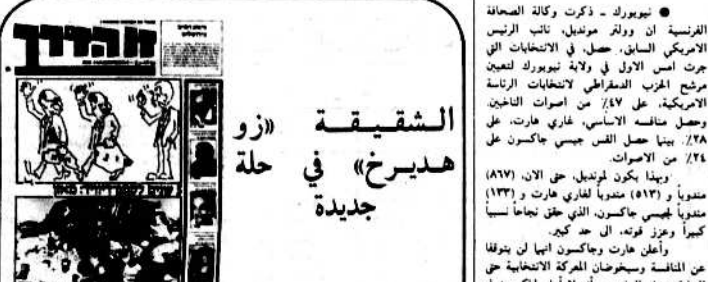 ● نيويورك ـ ذكرت وكالة الصحافة
الفرنسية ان وولتر مونديل، نائب الرئيس
الامريكي السابق، حصل، في الانتخابات التي
جرت امس الاول في ولاية نيويورك لتعيين
مرشح الحزب الدمقراطي لانتخابات الرئاسة
الامريكية، على ٤٧٪ من اصوات الناخبين.
وحصل منافسه الاساسي، غاري هارت، على
٢٨٪. بينما حصل القس جيسي جاكسون على
٢٤٪ من الاصوات.
وبهذا يكون لمونديل، حتى الان، (٨٦٧)
مندوباً و (٥١٣) مندوباً لغاري هارت و (١٣٣)
مندوباً لجيسي جاكسون، الذي حقق نجاحاً نسبياً
كبيراً وعزز قوته، الى حد كبير.
وأعلن هارت وجاكسون انهما لن يتوقفا
عن المنافسة وسيخوضان المعركة الانتخابية حتى
الشقيقة «زو
هديرخ» في حلة
جديدة
זו הדרך